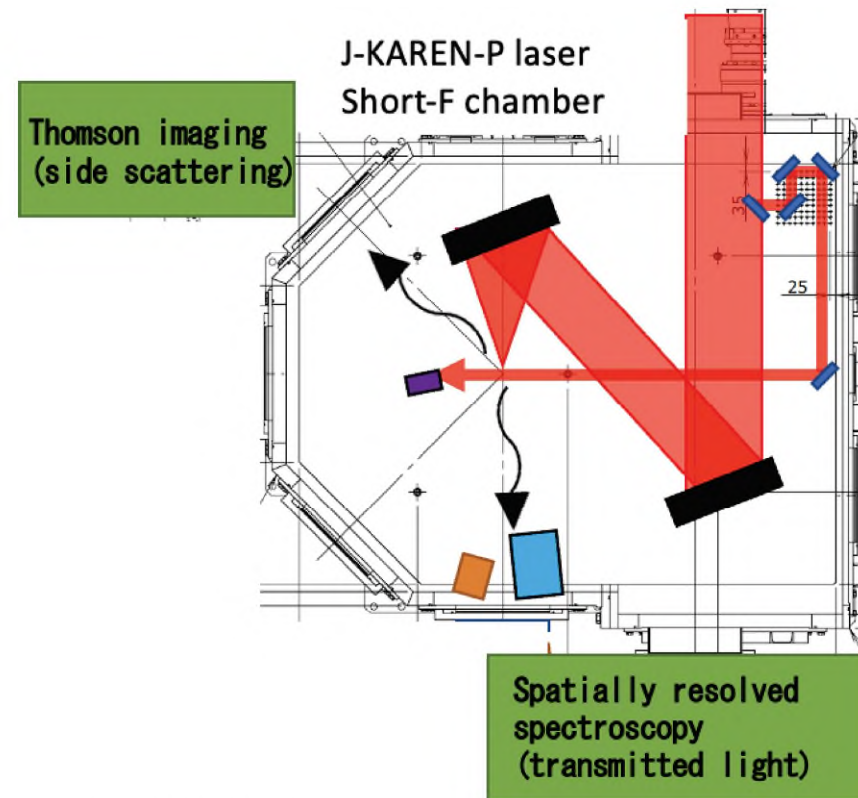 J-KAREN-P laser
Short-F chamber
Thomson imaging
(side scattering)
35
25
Spatially resolved
spectroscopy
(transmitted light)